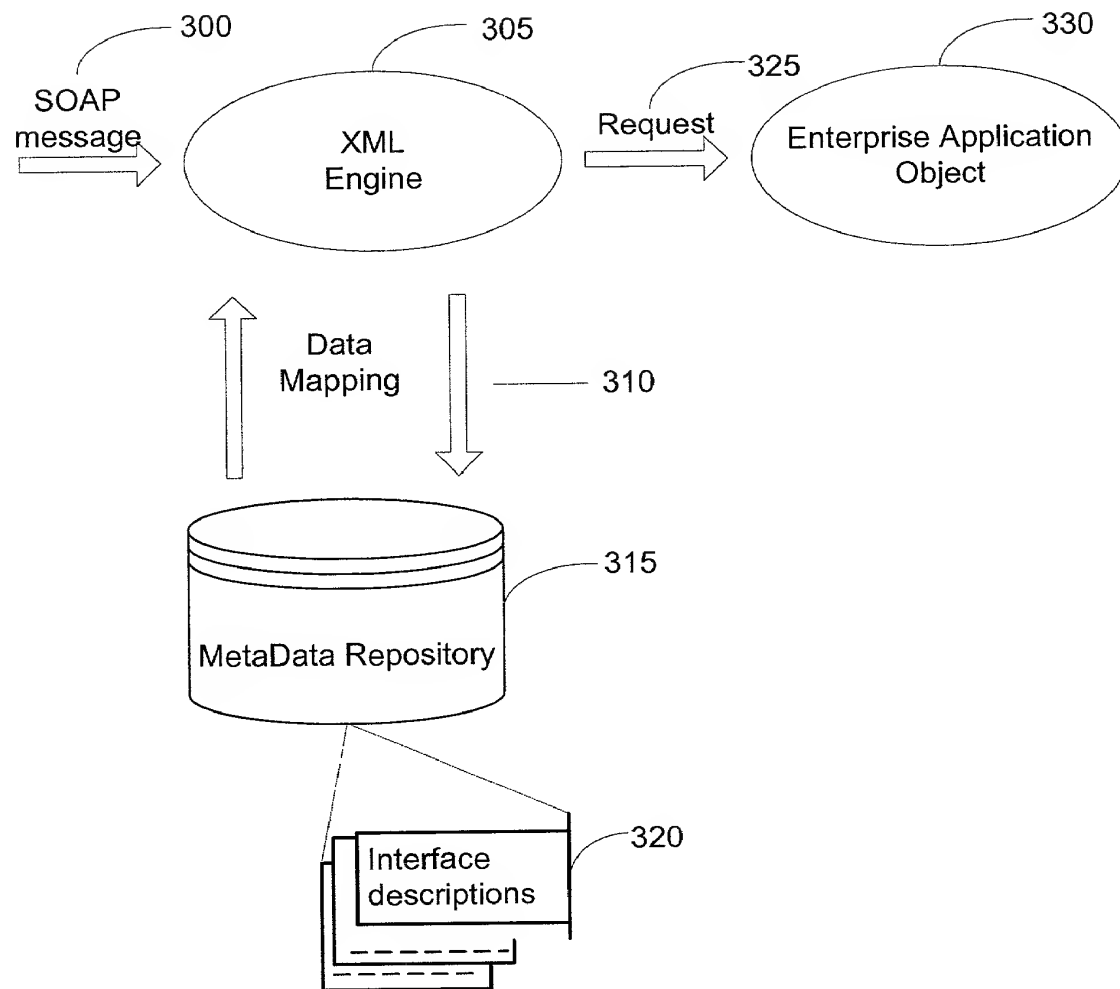 300
305
330
SOAP
message
XML
Engine
325
Request
Enterprise Application
Object
Data
Mapping
310
315
MetaData Repository
320
Interface
descriptions